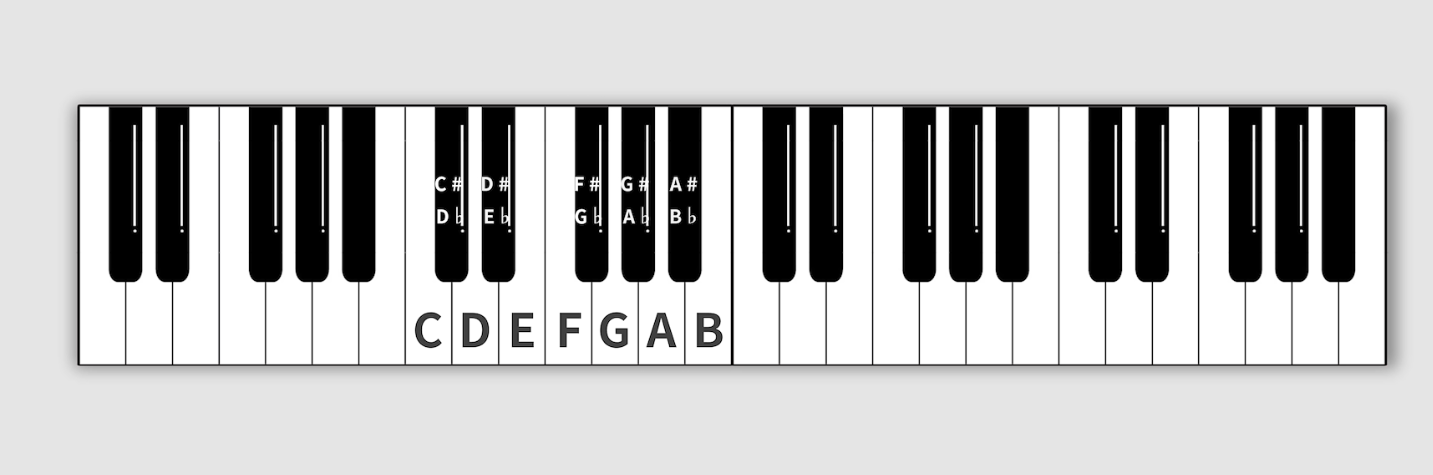 C# D# F# G# A#
D♭ E♭ G♭ A♭ B♭
C D E F G A B